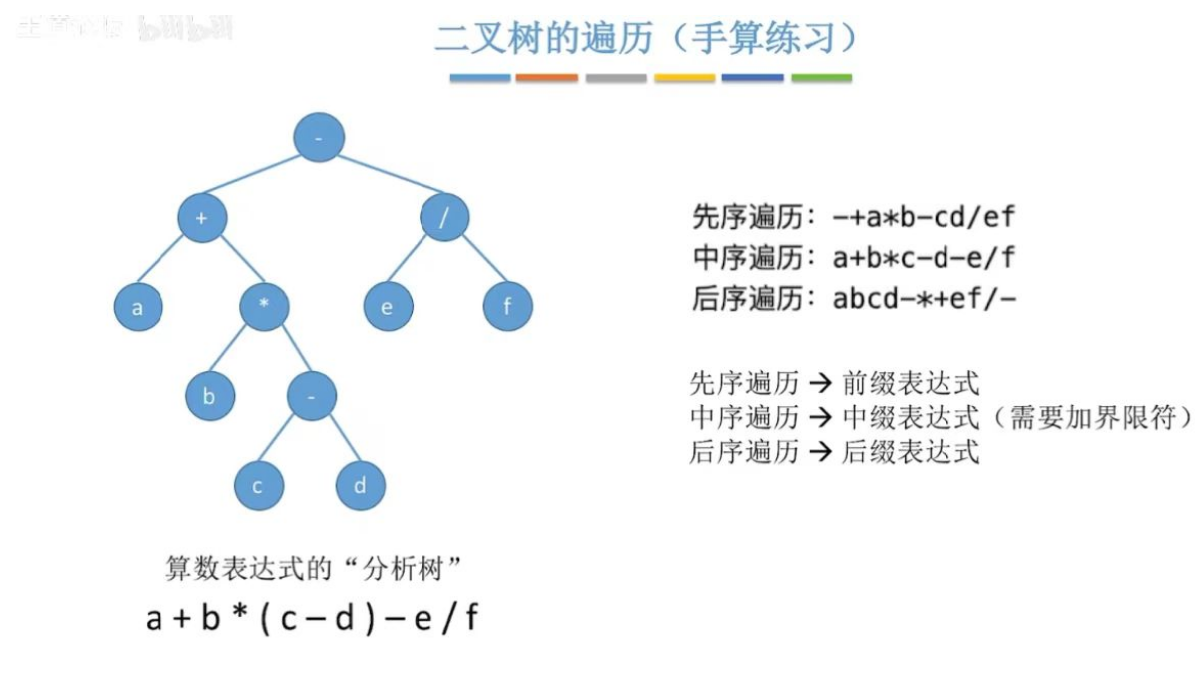 二叉树的遍历（手算练习）
-
+
/
a
*
e
f
b
-
c
d
先序遍历：-+a*b-cd/ef
中序遍历：a+b*c-d-e/f
后序遍历：abcd-*+ef/-
先序遍历 → 前缀表达式
中序遍历 → 中缀表达式（需要加界限符）
后序遍历 → 后缀表达式
算数表达式的“分析树”
a + b * ( c – d ) – e / f